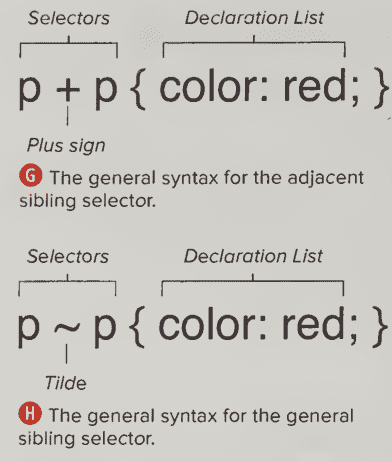 Selectors Declaration List
p + p { color: red; }
Plus sign
G The general syntax for the adjacent
sibling selector.
Selectors Declaration List
p ~ p { color: red; }
Tilde
H The general syntax for the general
sibling selector.